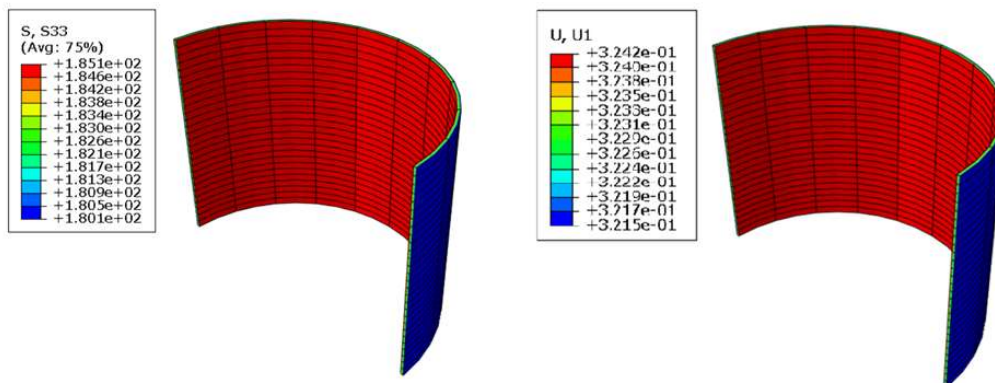 S, S33
(Avg: 75%)
+1.851e+02
+1.846e+02
+1.842e+02
+1.838e+02
+1.834e+02
+1.830e+02
+1.826e+02
+1.821e+02
+1.817e+02
+1.813e+02
+1.809e+02
+1.805e+02
+1.801e+02
U, U1
+3.242e-01
+3.240e-01
+3.238e-01
+3.235e-01
+3.233e-01
+3.231e-01
+3.229e-01
+3.226e-01
+3.224e-01
+3.222e-01
+3.219e-01
+3.217e-01
+3.215e-01